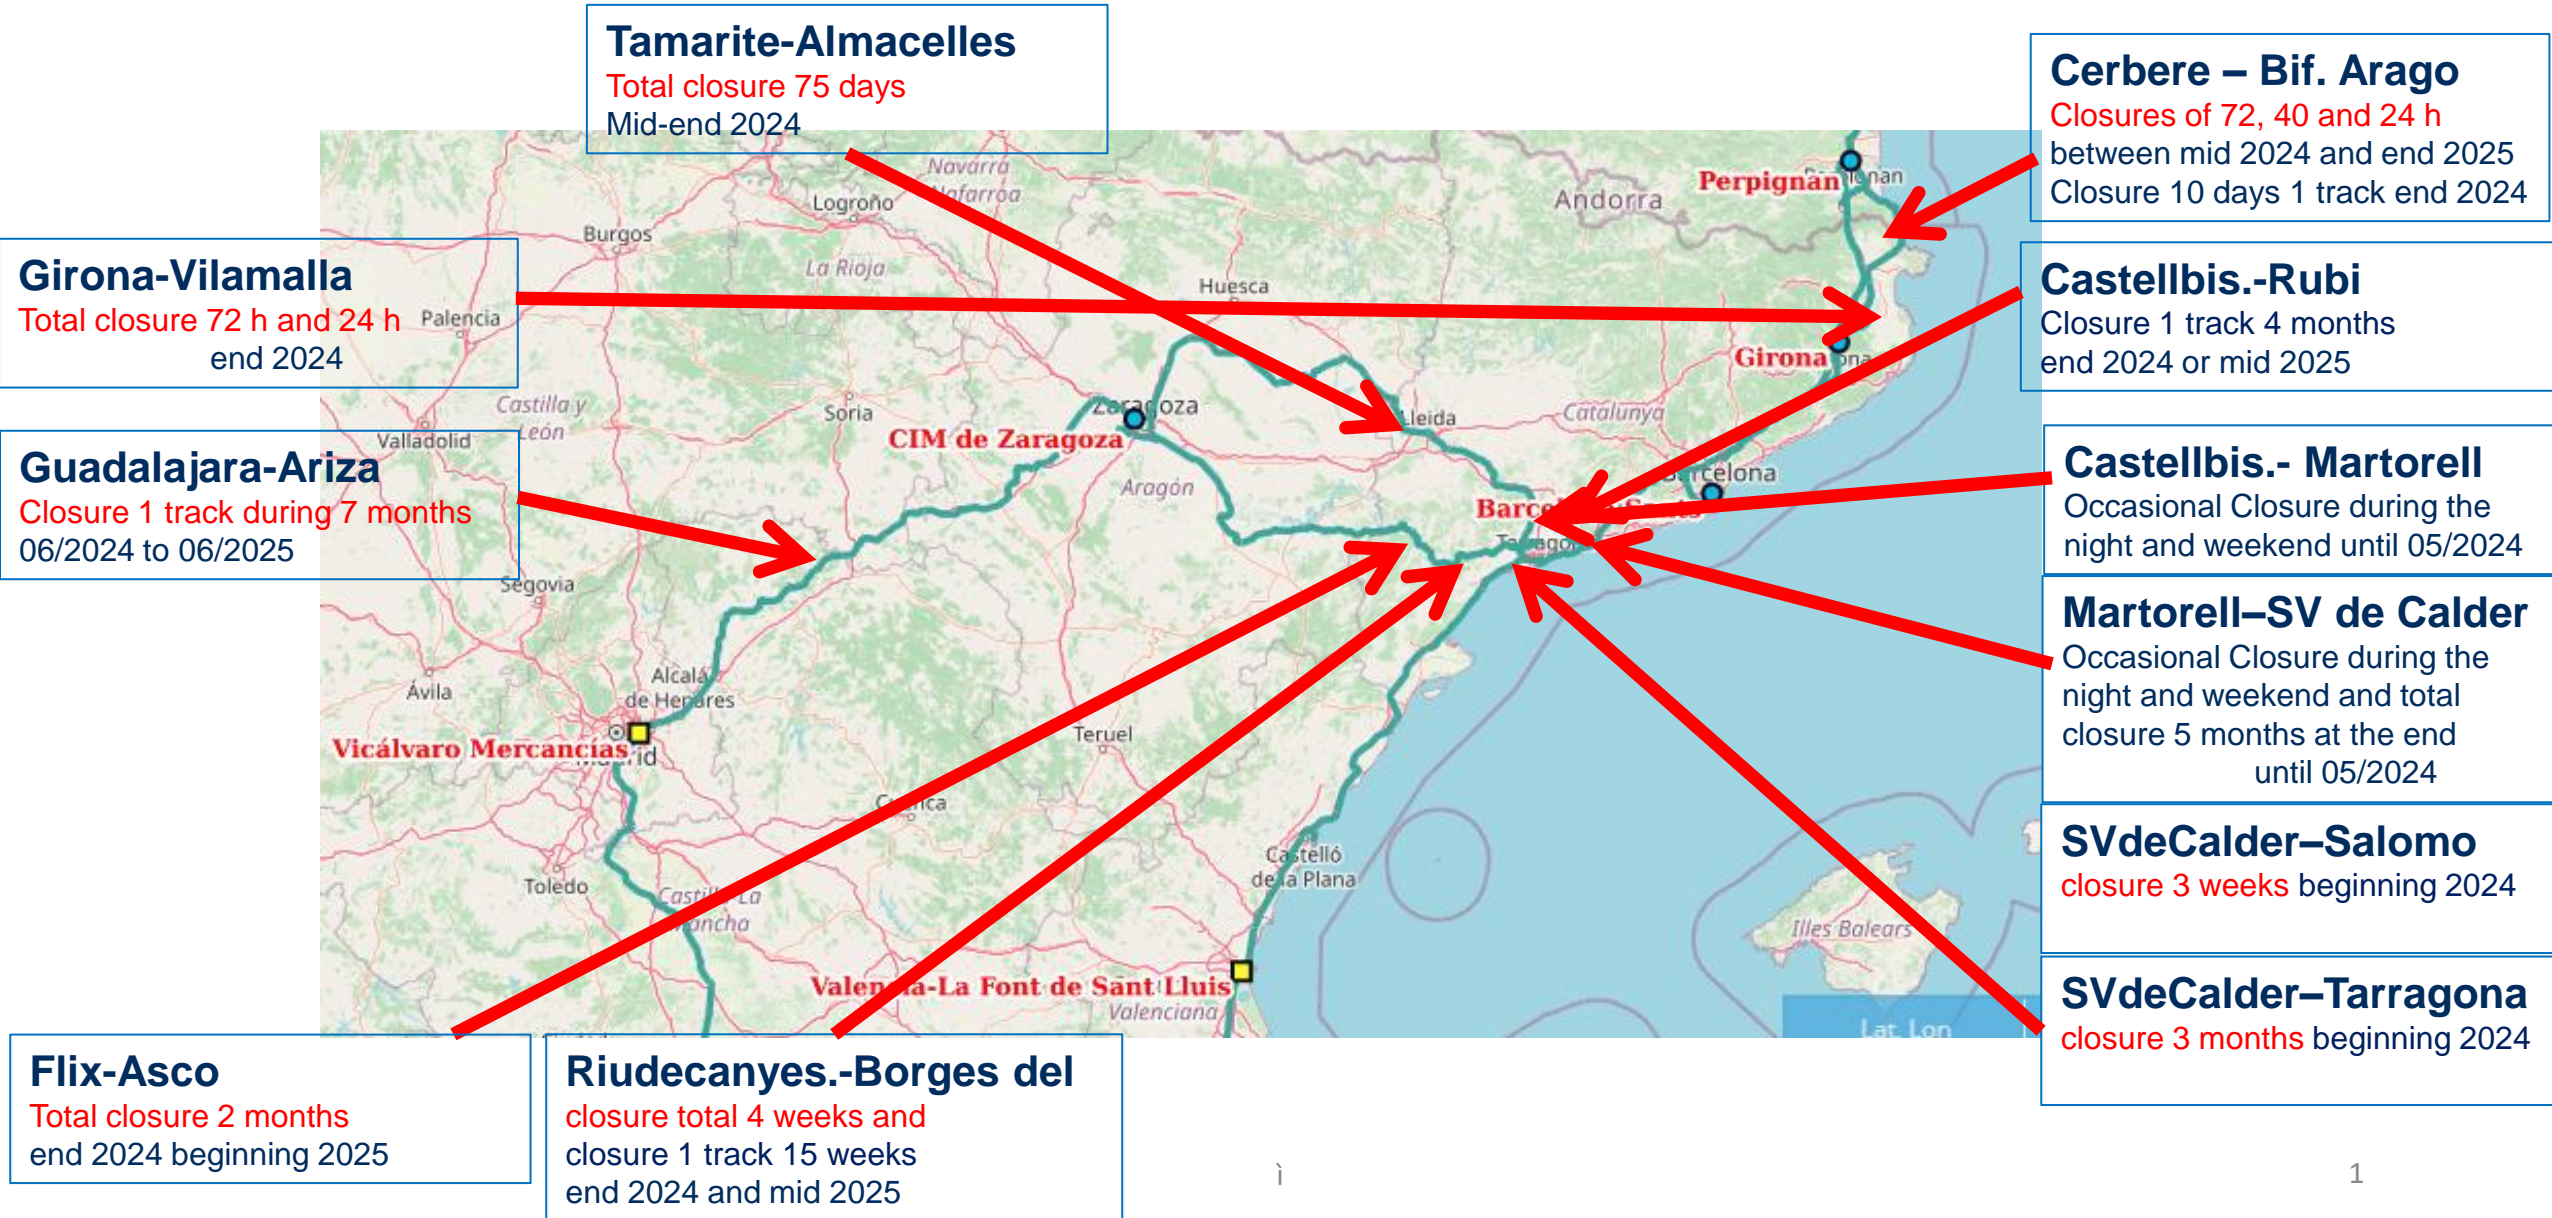 Tamarite-Almacelles
Total closure 75 days
Mid-end 2024
Cerbere – Bif. Arago
Closures of 72, 40 and 24 h
between mid 2024 and end 2025
Closure 10 days 1 track end 2024
Girona-Vilamalla
Total closure 72 h and 24 h
end 2024
Castellbis.-Rubi
Closure 1 track 4 months
end 2024 or mid 2025
Guadalajara-Ariza
Closure 1 track during 7 months
06/2024 to 06/2025
Castellbis.- Martorell
Occasional Closure during the
night and weekend until 05/2024
Martorell–SV de Calder
Occasional Closure during the
night and weekend and total
closure 5 months at the end
until 05/2024
SVdeCalder–Salomo
closure 3 weeks beginning 2024
SVdeCalder–Tarragona
closure 3 months beginning 2024
Flix-Asco
Total closure 2 months
end 2024 beginning 2025
Riudecanyes.-Borges del
closure total 4 weeks and
closure 1 track 15 weeks
end 2024 and mid 2025
Navarra
Logroño
Burgos
La Rioja
Huesca
Andorra
Perpignan
Palencia
Girona
Castilla y
León
Valladolid
Soria
Zaragoza
CIM de Zaragoza
Lleida
Catalunya
Aragón
Segovia
Ávila
Alcalá
de Henares
Vicálvaro Mercancías
Teruel
Toledo
Castelló
de la Plana
Illes Balears
Valencia-La Font de Sant Lluis
Valenciana
Lat Lon
ì
1